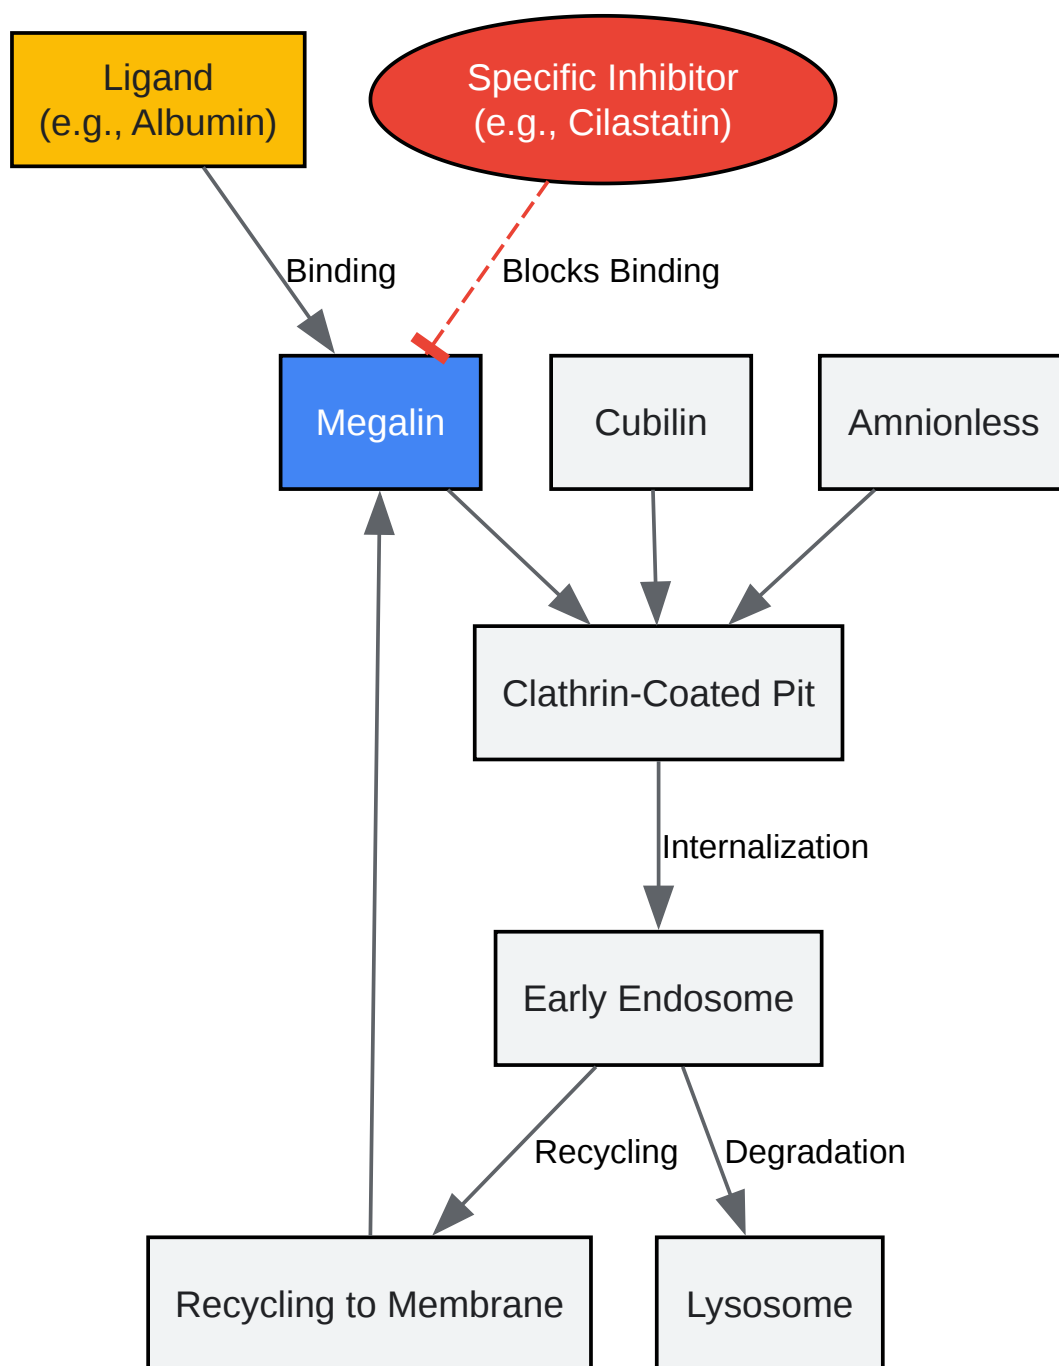 Ligand
(e.g., Albumin)
Specific Inhibitor
(e.g., Cilastatin)
Binding
Blocks Binding
Megalin
Cubilin
Amnionless
Clathrin-Coated Pit
Internalization
Early Endosome
Recycling
Degradation
Recycling to Membrane
Lysosome